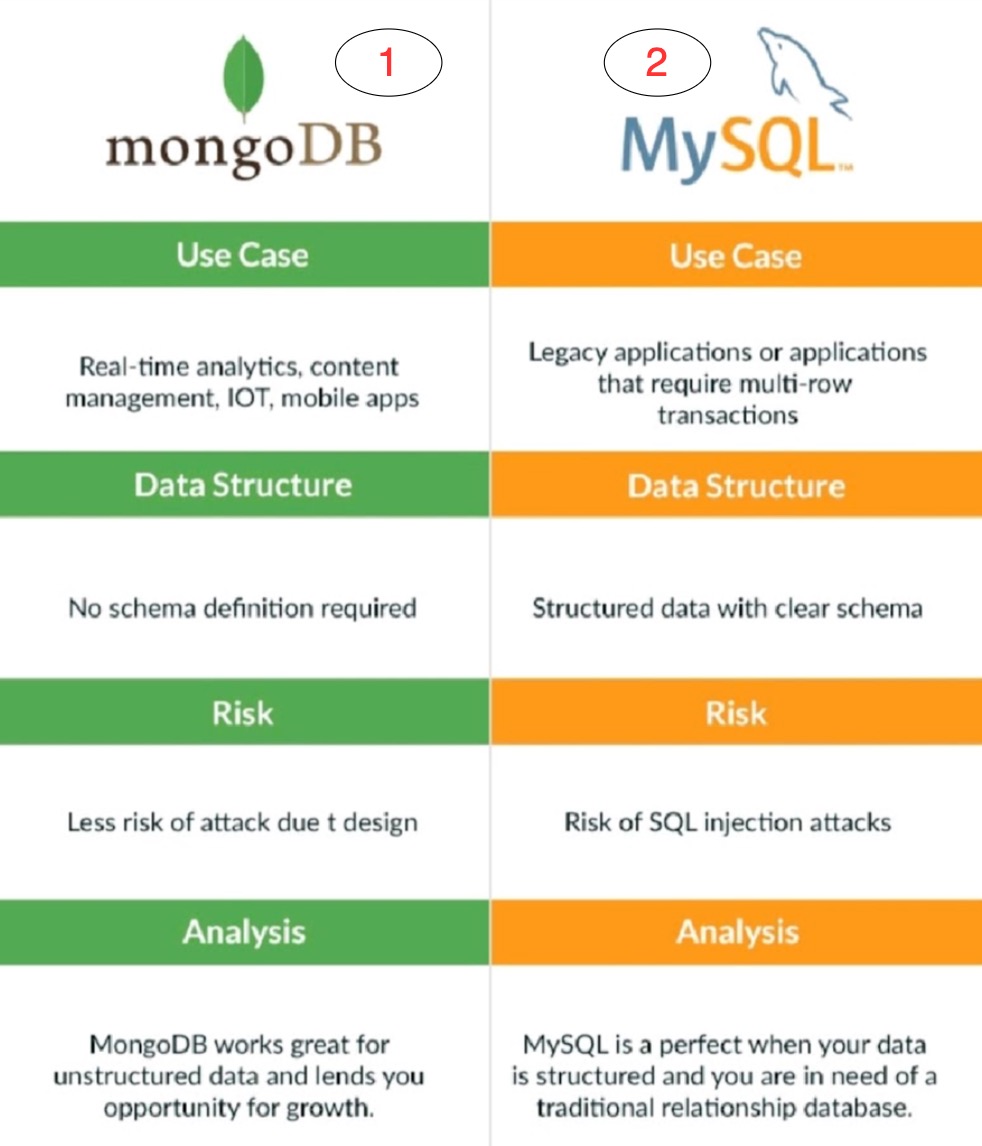 1
mongoDB
2
MySQL™
Use Case
Use Case
Real-time analytics, content
management, IOT, mobile apps
Legacy applications or applications
that require multi-row
transactions
Data Structure
Data Structure
No schema definition required
Structured data with clear schema
Risk
Risk
Less risk of attack due t design
Risk of SQL injection attacks
Analysis
Analysis
MongoDB works great for
unstructured data and lends you
opportunity for growth.
MySQL is a perfect when your data
is structured and you are in need of a
traditional relationship database.